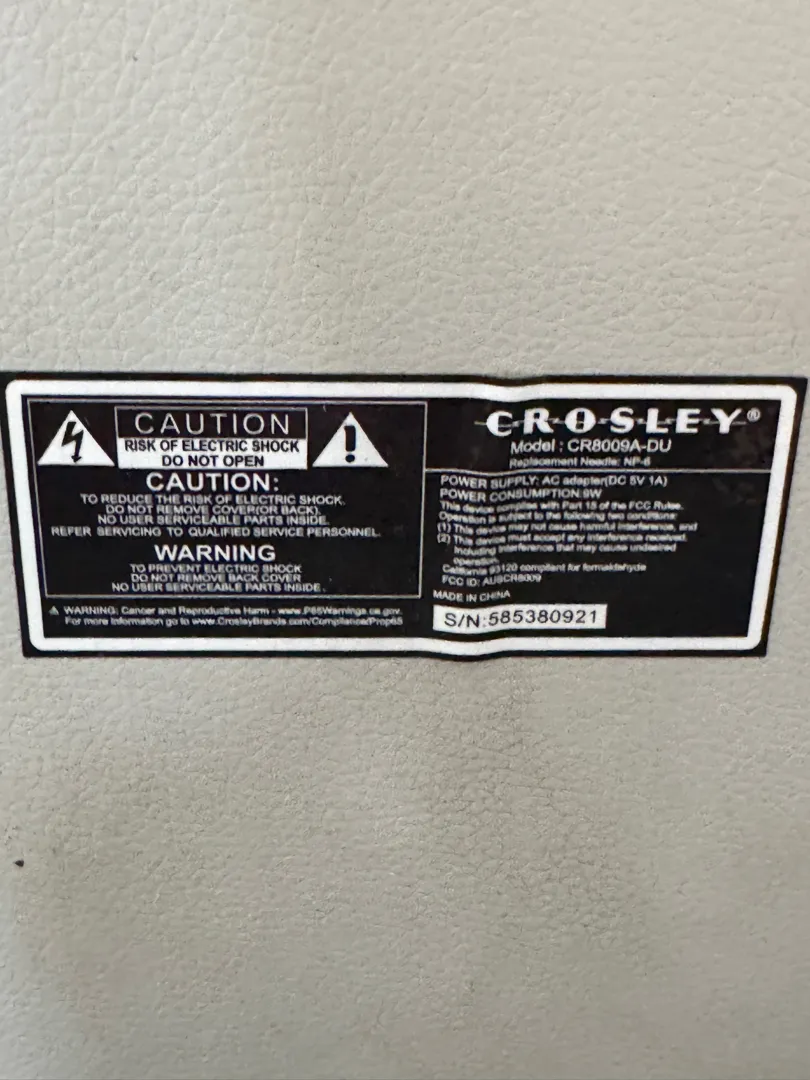 CAUTION
RISK OF ELECTRIC SHOCK
DO NOT OPEN
CAUTION:
TO REDUCE THE RISK OF ELECTRIC SHOCK.
DO NOT REMOVE COVER(OR BACK).
NO USER SERVICEABLE PARTS INSIDE.
REFER SERVICING TO QUALIFIED SERVICE PERSONNEL.
WARNING
TO PREVENT ELECTRIC SHOCK
DO NOT REMOVE BACK COVER
NO USER SERVICEABLE PARTS INSIDE.
WARNING: Cancer and Reproductive Harm - www.P65Warnings.ca.gov.
For more information go to www.CrosleyBrands.com/Compliance/Prop65
CROSLEY®
Model : CR8009A-DU
Replacement Needle: NP-6
POWER SUPPLY: AC adapter(DC 5V 1A)
POWER CONSUMPTION:9W
This device complies with Part 15 of the FCC Rules.
Operation is subject to the following two conditions:
(1) This device may not cause harmful interference, and
(2) This device must accept any interference received,
including interference that may cause undesired
operation.
California 93120 compliant for formaldehyde
FCC ID: AUSCR8009
MADE IN CHINA
S/N:585380921